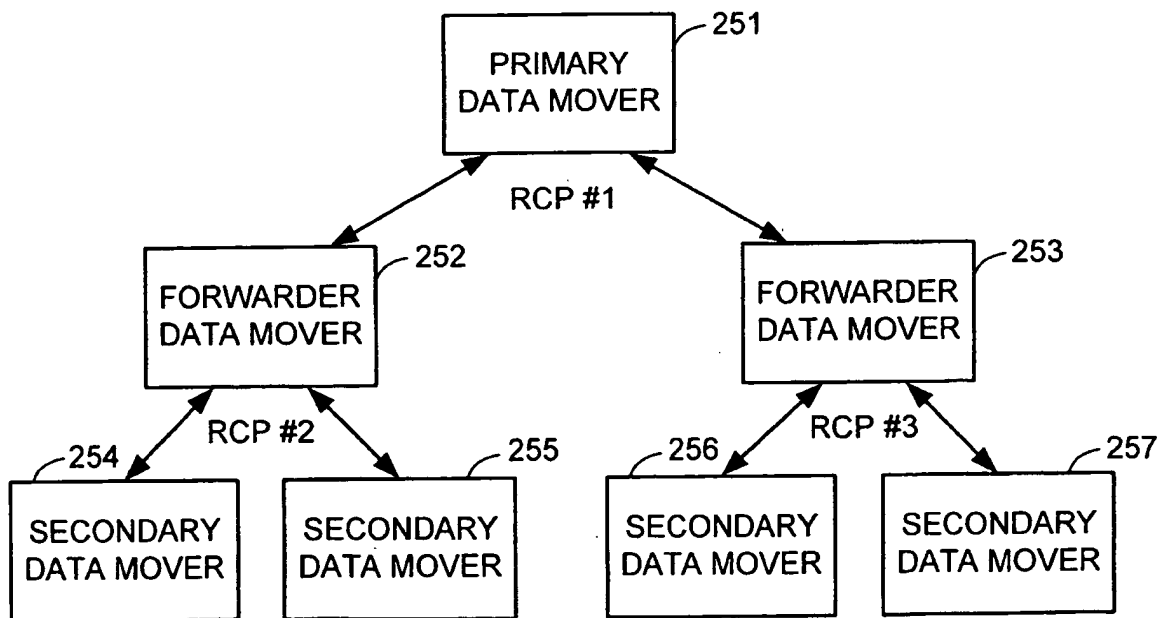 251
PRIMARY
DATA MOVER
RCP #1
252
FORWARDER
DATA MOVER
253
FORWARDER
DATA MOVER
RCP #2
RCP #3
254
SECONDARY
DATA MOVER
255
SECONDARY
DATA MOVER
256
SECONDARY
DATA MOVER
257
SECONDARY
DATA MOVER